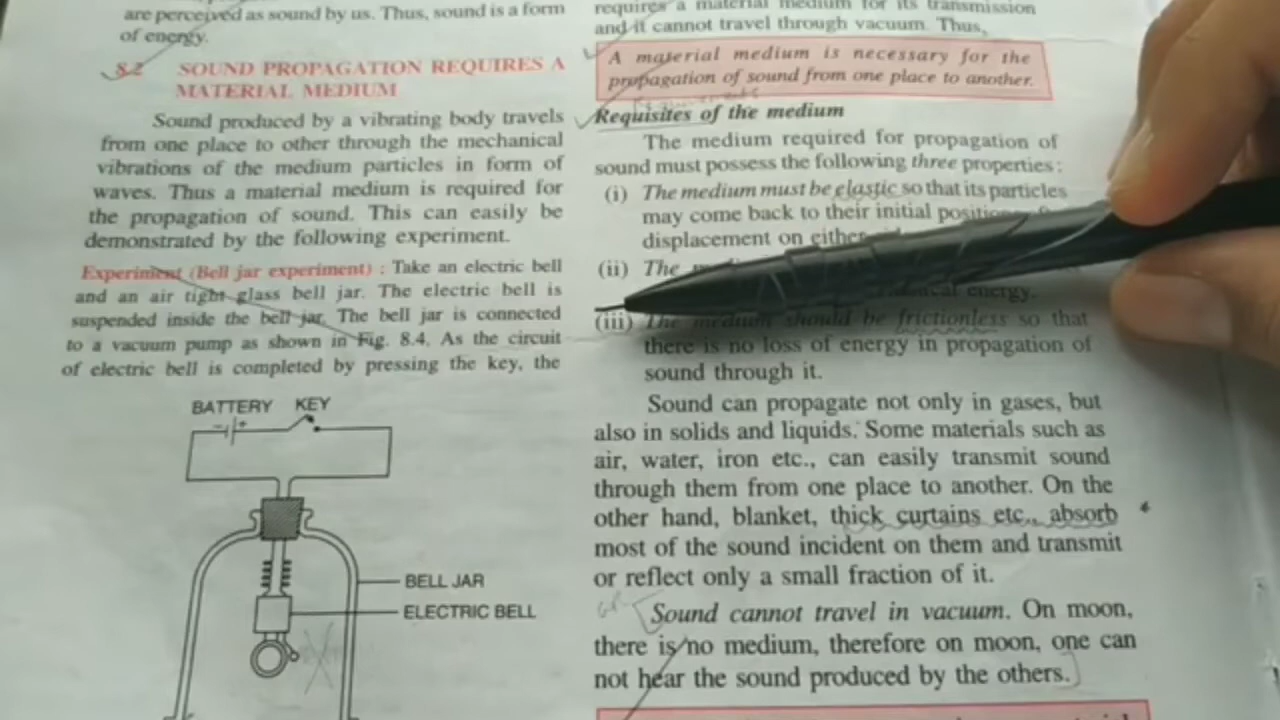 are perceived as sound by us. Thus, sound is a form
of energy.
8.2 SOUND PROPAGATION REQUIRES A
MATERIAL MEDIUM
Sound produced by a vibrating body travels
from one place to other through the mechanical
vibrations of the medium particles in form of
waves. Thus a material medium is required for
the propagation of sound. This can easily be
demonstrated by the following experiment.
Experiment (Bell jar experiment) : Take an electric bell
and an air tight glass bell jar. The electric bell is
suspended inside the bell jar. The bell jar is connected
to a vacuum pump as shown in Fig. 8.4. As the circuit
of electric bell is completed by pressing the key, the
BATTERY KEY
BELL JAR
ELECTRIC BELL
requires a material medium for its transmission
and it cannot travel through vacuum. Thus,
A material medium is necessary for the
propagation of sound from one place to another.
Requisites of the medium
The medium required for propagation of
sound must possess the following three properties :
(i) The medium must be elastic so that its particles
may come back to their initial
displacement on
(ii) The
energy.
(iii) The medium should be frictionless so that
there is no loss of energy in propagation of
sound through it.
Sound can propagate not only in gases, but
also in solids and liquids. Some materials such as
air, water, iron etc., can easily transmit sound
through them from one place to another. On the
other hand, blanket, thick curtains etc., absorb
most of the sound incident on them and transmit
or reflect only a small fraction of it.
Sound cannot travel in vacuum. On moon,
there is no medium, therefore on moon, one can
not hear the sound produced by the others.